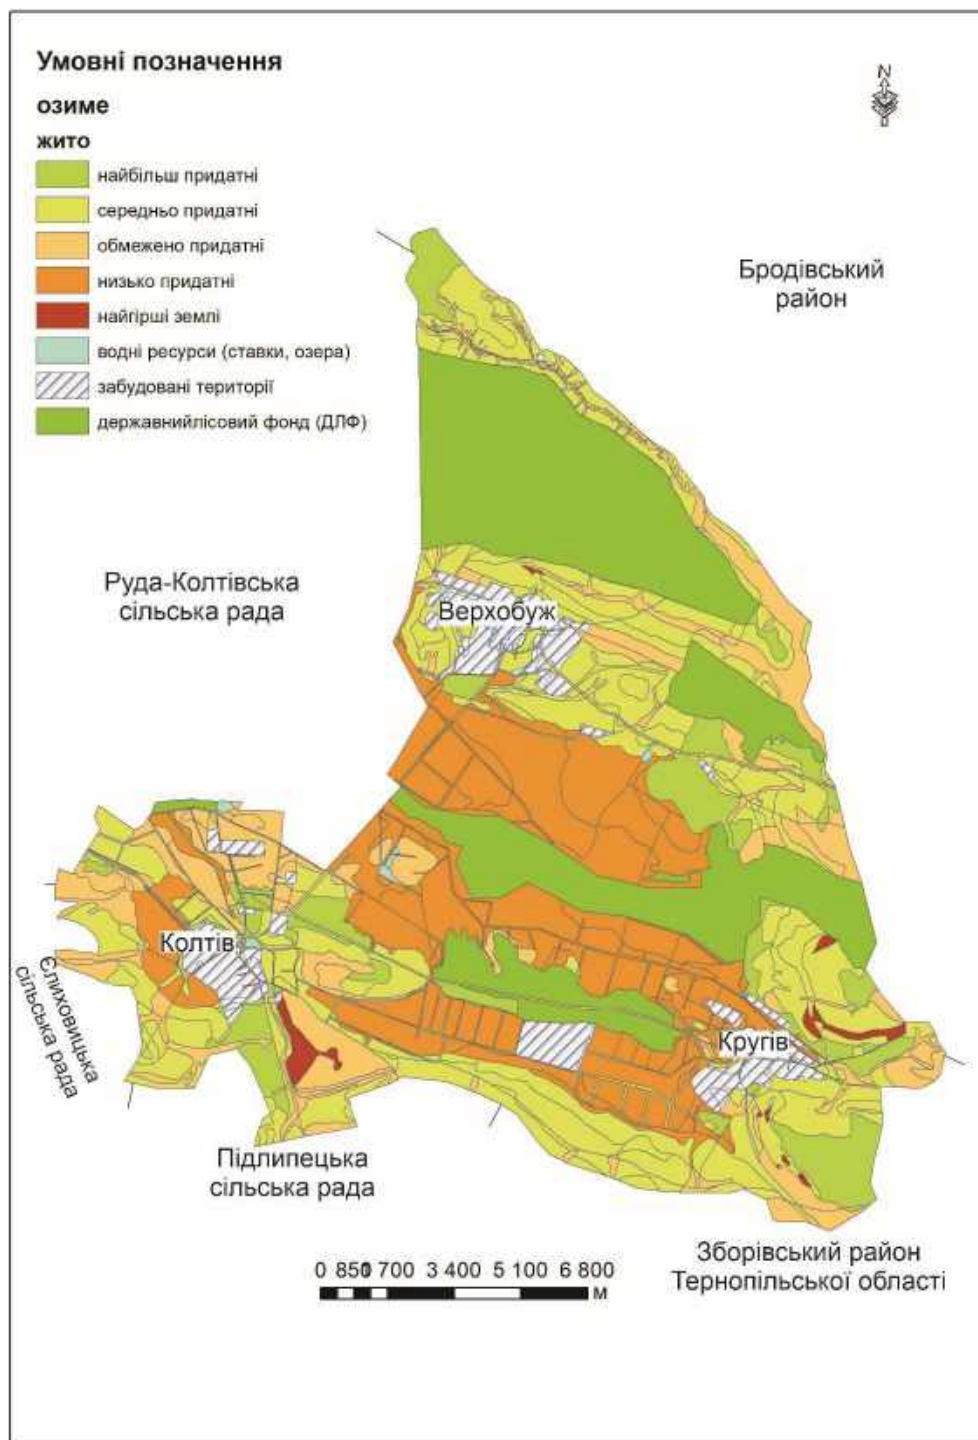 Умовні позначення
N
озиме
жито
найбільш придатні
середньо придатні
обмежено придатні
низько придатні
найгірші землі
водні ресурси (ставки, озера)
забудовані території
державнийлісовий фонд (ДЛФ)
Бродівський
район
Руда-Колтівська
сільська рада
Верхобуж
Колтів
Єлиховицька
сільська рада
Кругів
Підлипецька
сільська рада
Зборівський район
Тернопільської області
0 850 1 700 3 400 5 100 6 800
М